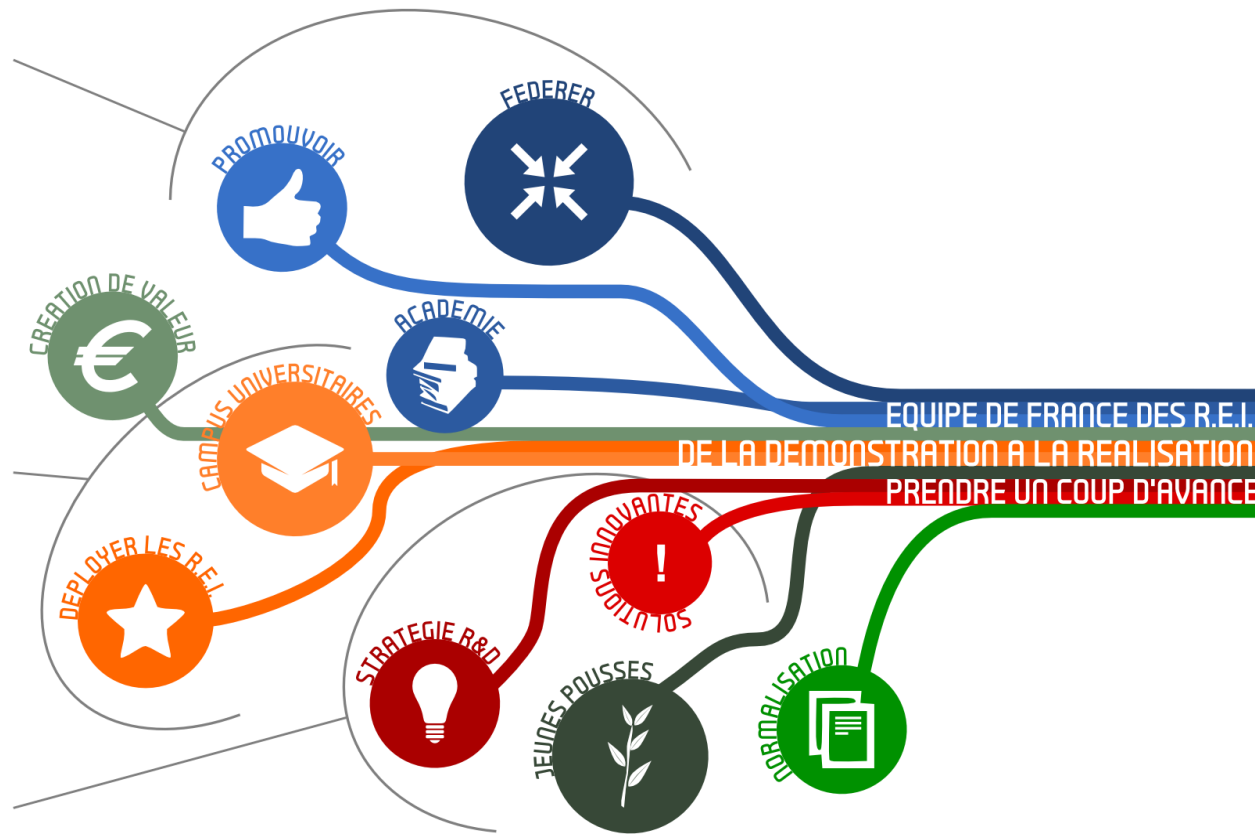 FEDERER
PROMOUVOIR
CREATION DE VALEUR
ACADEMIE
CAMPUS UNIVERSITAIRES
EQUIPE DE FRANCE DES R.E.I.
DE LA DEMONSTRATION A LA REALISATION
PRENDRE UN COUP D'AVANCE
SOLUTIONS INNOVANTES
!
DEPLOYER LES R.E.I.
STRATEGIE R&D
JEUNES POUSSES
NORMALISATION
€